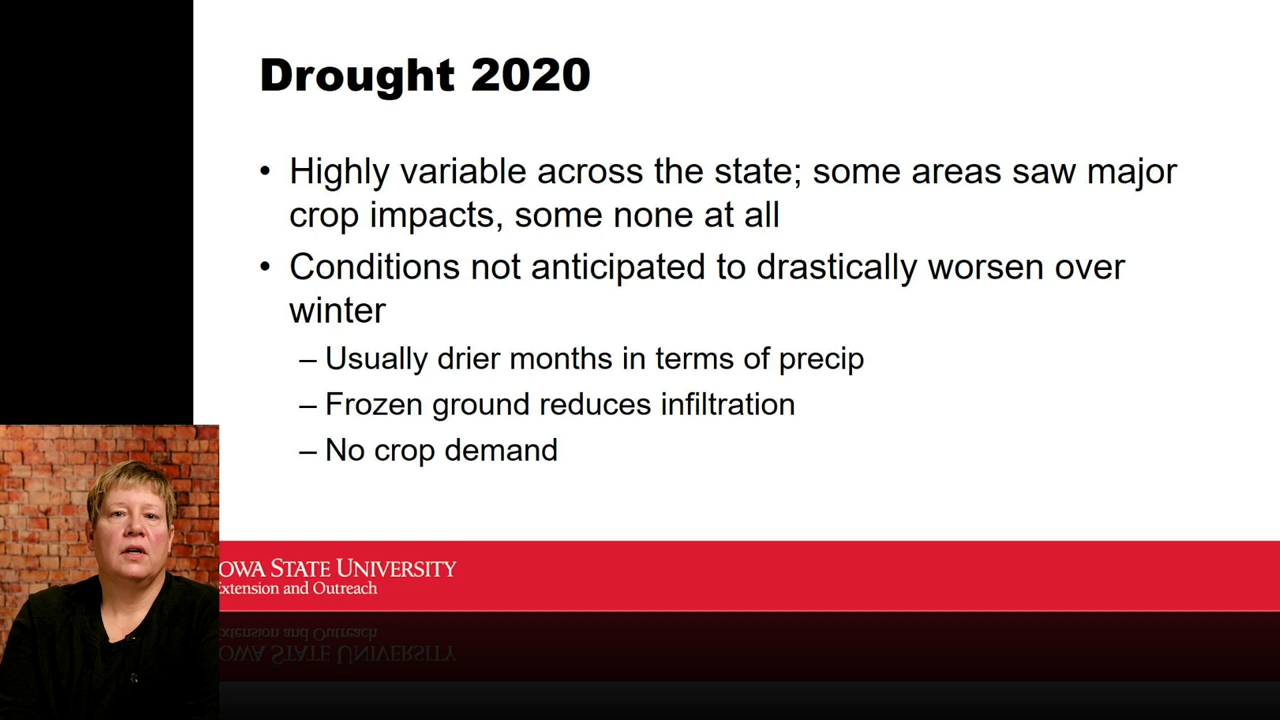 Drought 2020
• Highly variable across the state; some areas saw major
crop impacts, some none at all
• Conditions not anticipated to drastically worsen over
winter
– Usually drier months in terms of precip
– Frozen ground reduces infiltration
– No crop demand
OWA STATE UNIVERSITY
xtension and Outreach